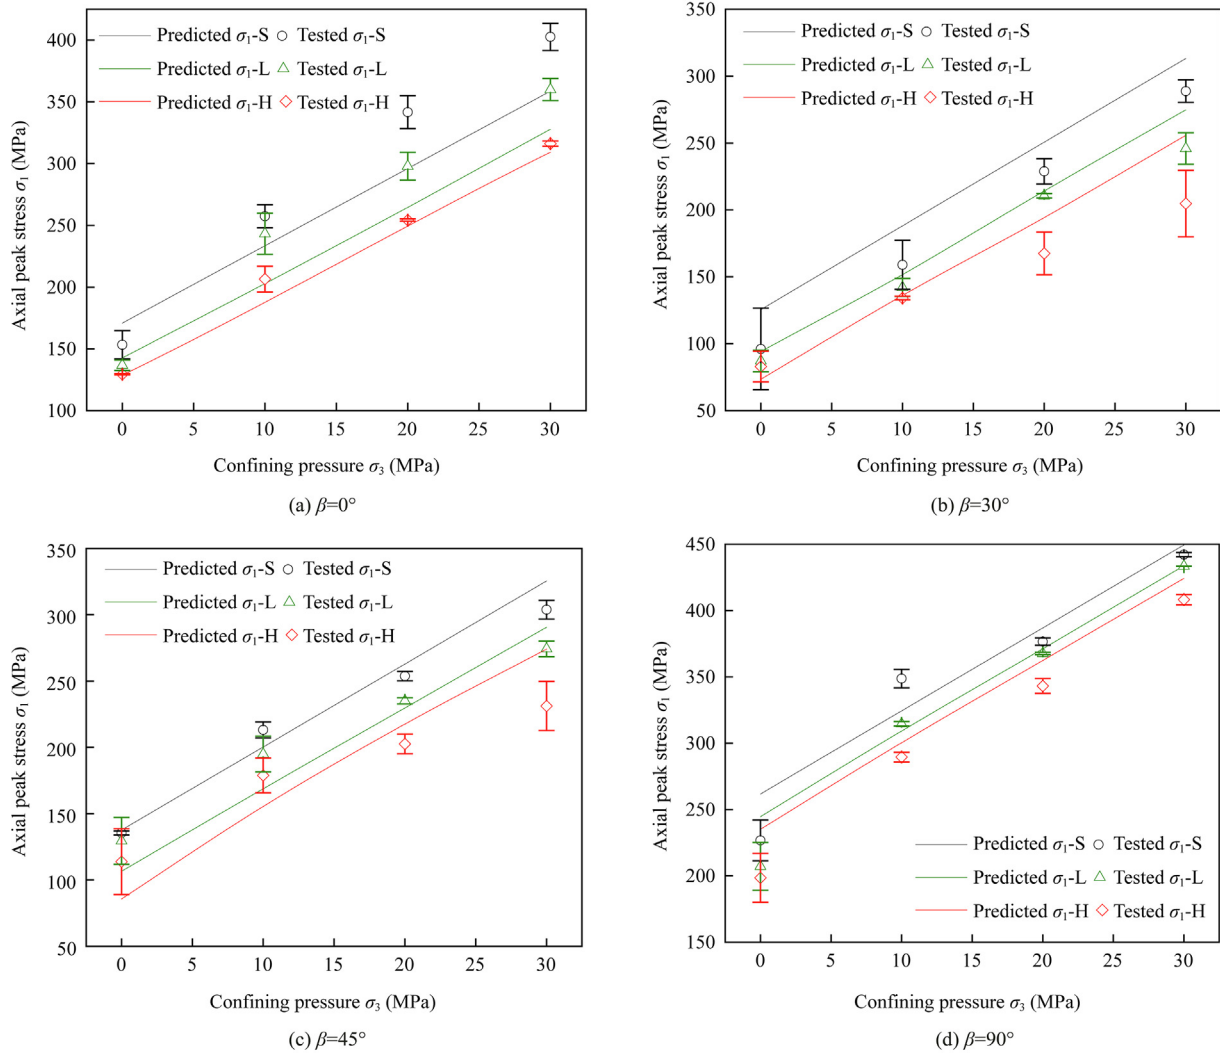 400
350
300
250
200
150
100
Axial peak stress σ₁ (MPa)
Predicted σ₁-S Tested σ₁-S
Predicted σ₁-L Tested σ₁-L
Predicted σ₁-H Tested σ₁-H
0 5 10 15 20 25 30
Confining pressure σ₃ (MPa)
(a) β=0°
350
300
250
200
150
100
50
Axial peak stress σ₁ (MPa)
Predicted σ₁-S Tested σ₁-S
Predicted σ₁-L Tested σ₁-L
Predicted σ₁-H Tested σ₁-H
0 5 10 15 20 25 30
Confining pressure σ₃ (MPa)
(b) β=30°
350
300
250
200
150
100
50
Axial peak stress σ₁ (MPa)
Predicted σ₁-S Tested σ₁-S
Predicted σ₁-L Tested σ₁-L
Predicted σ₁-H Tested σ₁-H
0 5 10 15 20 25 30
Confining pressure σ₃ (MPa)
(c) β=45°
450
400
350
300
250
200
150
Axial peak stress σ₁ (MPa)
Predicted σ₁-S Tested σ₁-S
Predicted σ₁-L Tested σ₁-L
Predicted σ₁-H Tested σ₁-H
0 5 10 15 20 25 30
Confining pressure σ₃ (MPa)
(d) β=90°